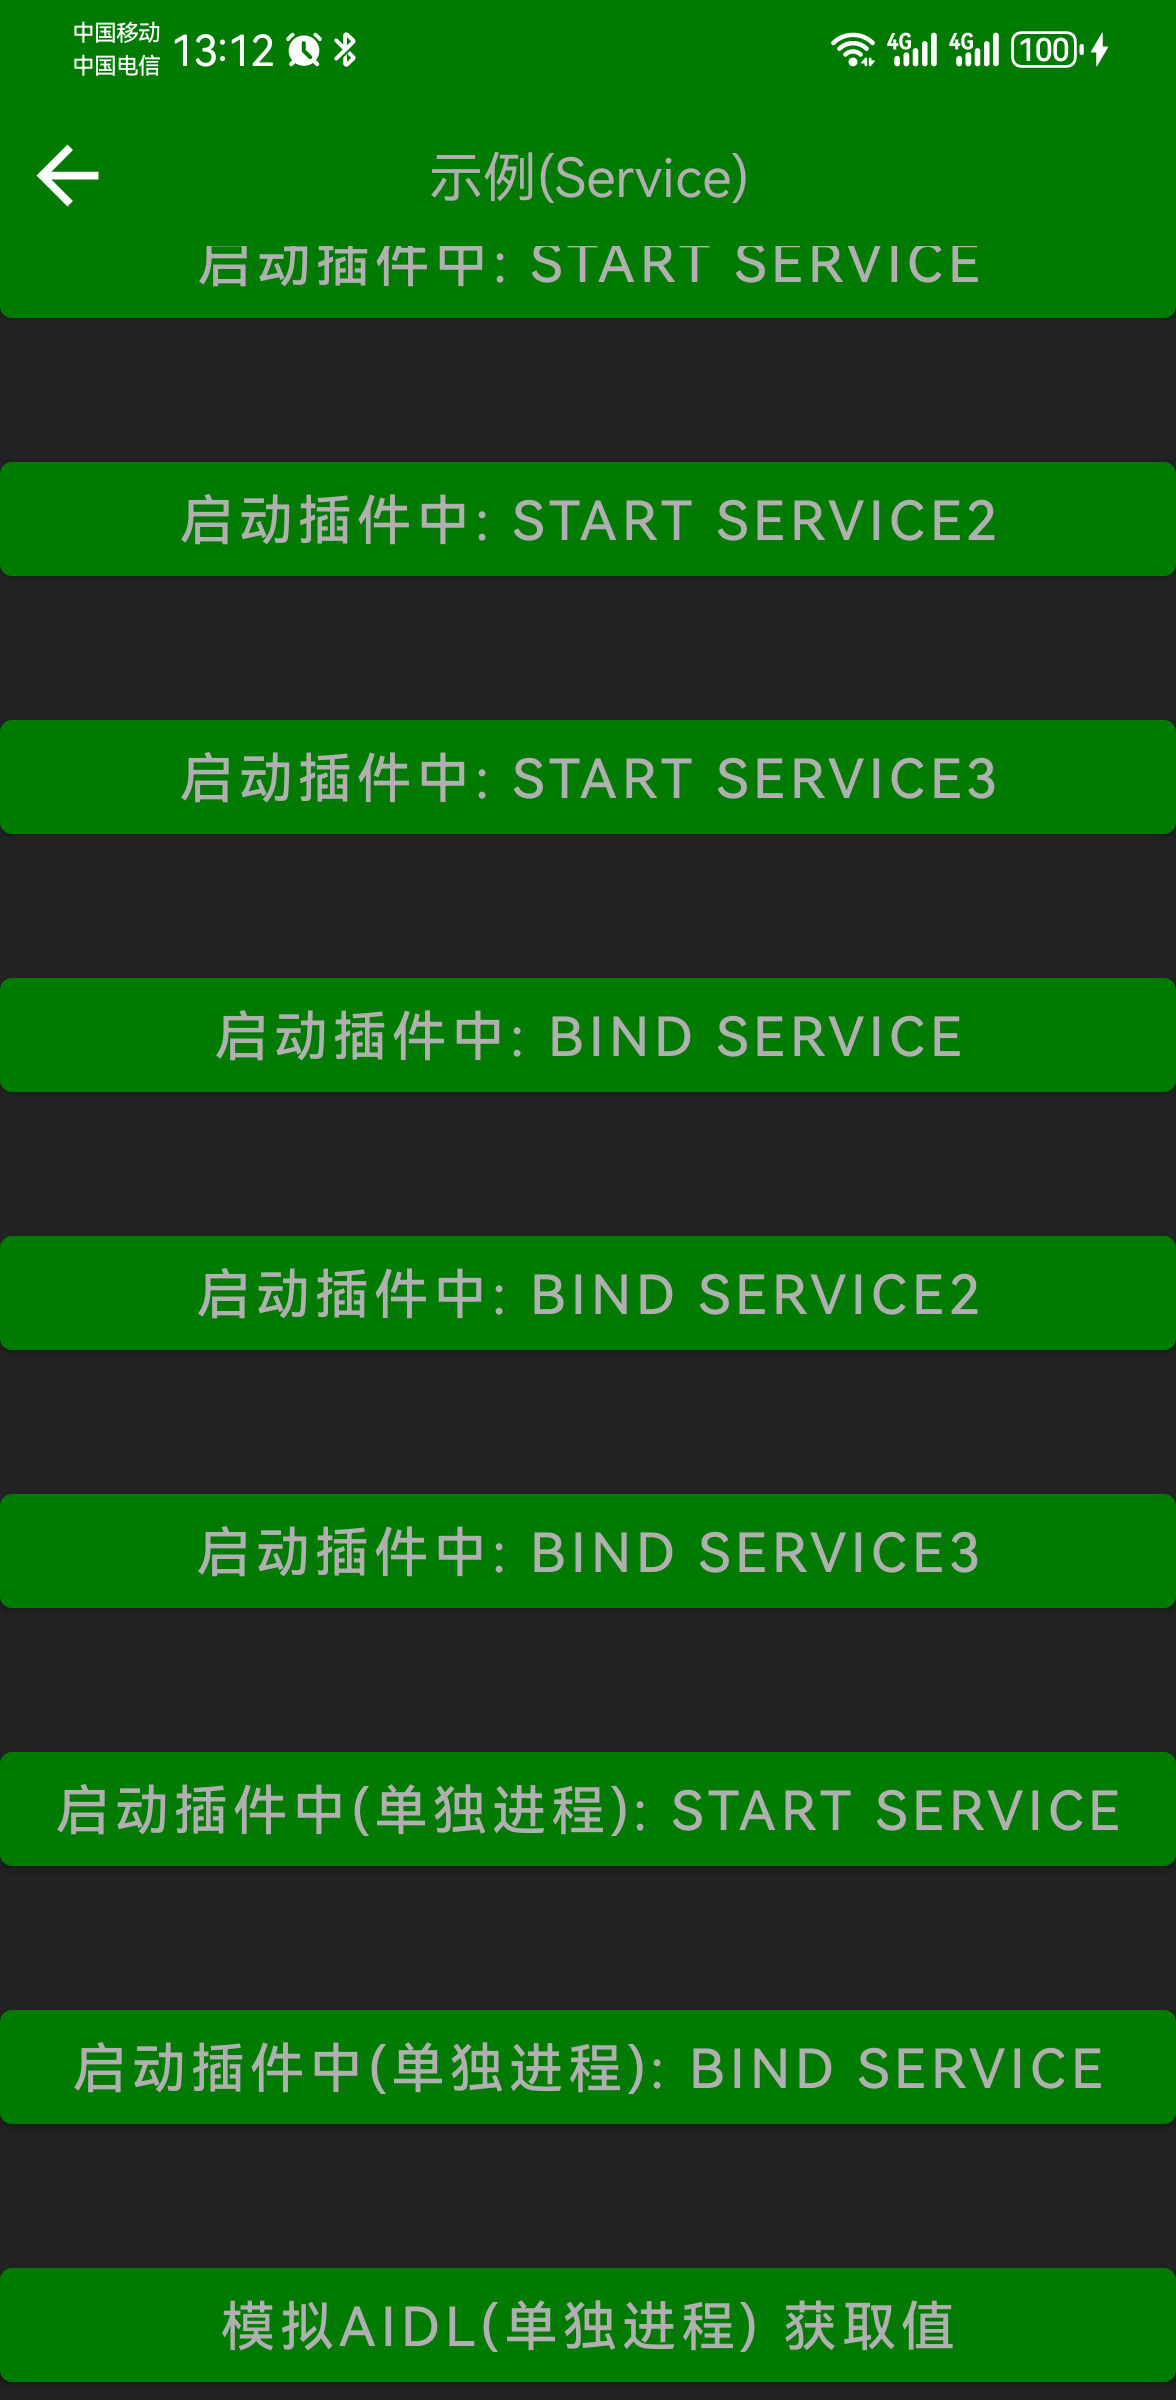 中国移动
中国电信
13:12
4G
4G
100
示例(Service)
启动插件中: START SERVICE
启动插件中: START SERVICE2
启动插件中: START SERVICE3
启动插件中: BIND SERVICE
启动插件中: BIND SERVICE2
启动插件中: BIND SERVICE3
启动插件中(单独进程): START SERVICE
启动插件中(单独进程): BIND SERVICE
模拟AIDL(单独进程) 获取值